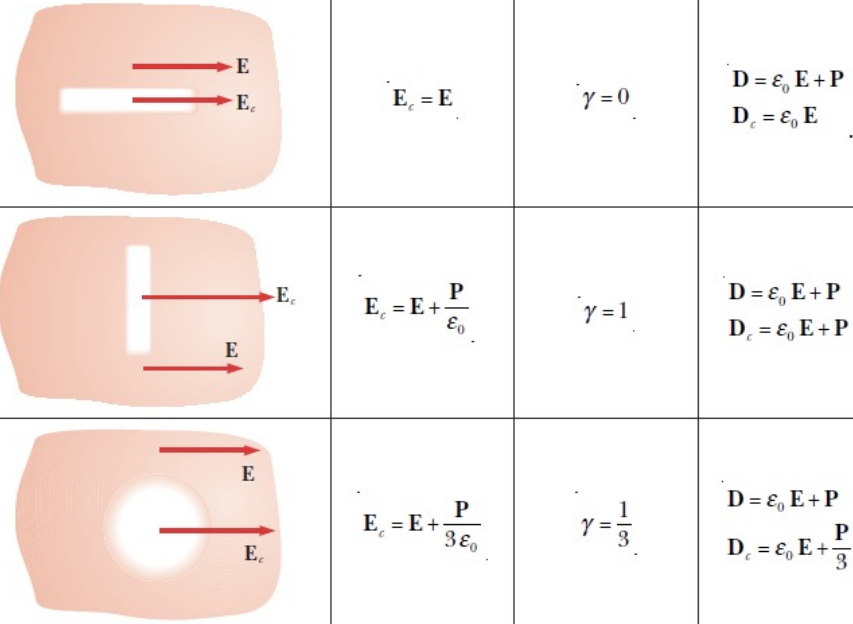 E
E_c
E_c = E
γ = 0
D = ε_0 E + P
D_c = ε_0 E
E_c
E
E_c = E + P/ε_0
γ = 1
D = ε_0 E + P
D_c = ε_0 E + P
E
E_c
E_c = E + P/3ε_0
γ = 1/3
D = ε_0 E + P
D_c = ε_0 E + P/3